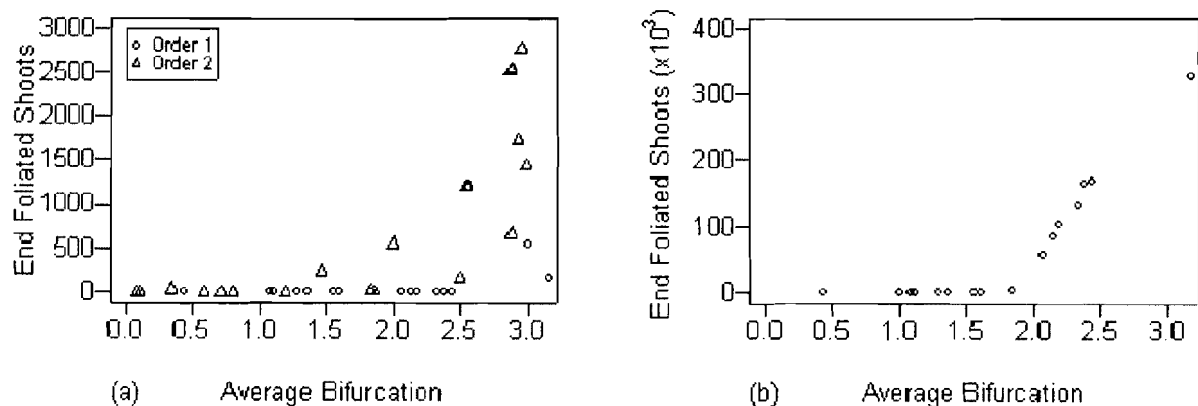 End Foliated Shoots
3000
2500
2000
1500
1000
500
0
Order 1
Order 2
0.0 0.5 1.0 1.5 2.0 2.5 3.0
(a) Average Bifurcation
End Foliated Shoots (x10³)
400
300
200
100
0
0.0 0.5 1.0 1.5 2.0 2.5 3.0
(b) Average Bifurcation